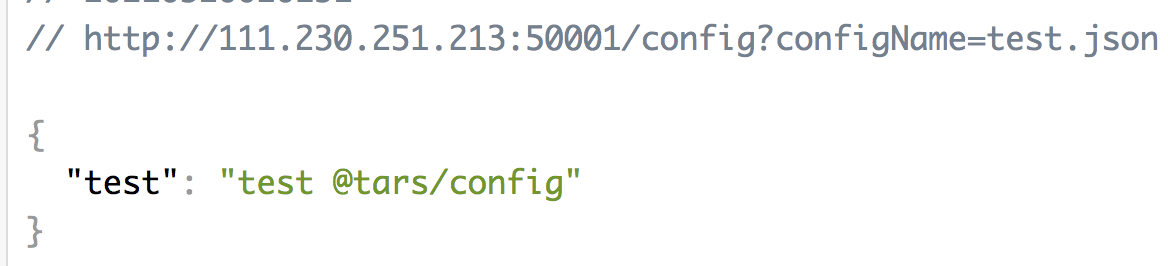 // http://111.230.251.213:50001/config?configName=test.json
{
"test": "test @tars/config"
}